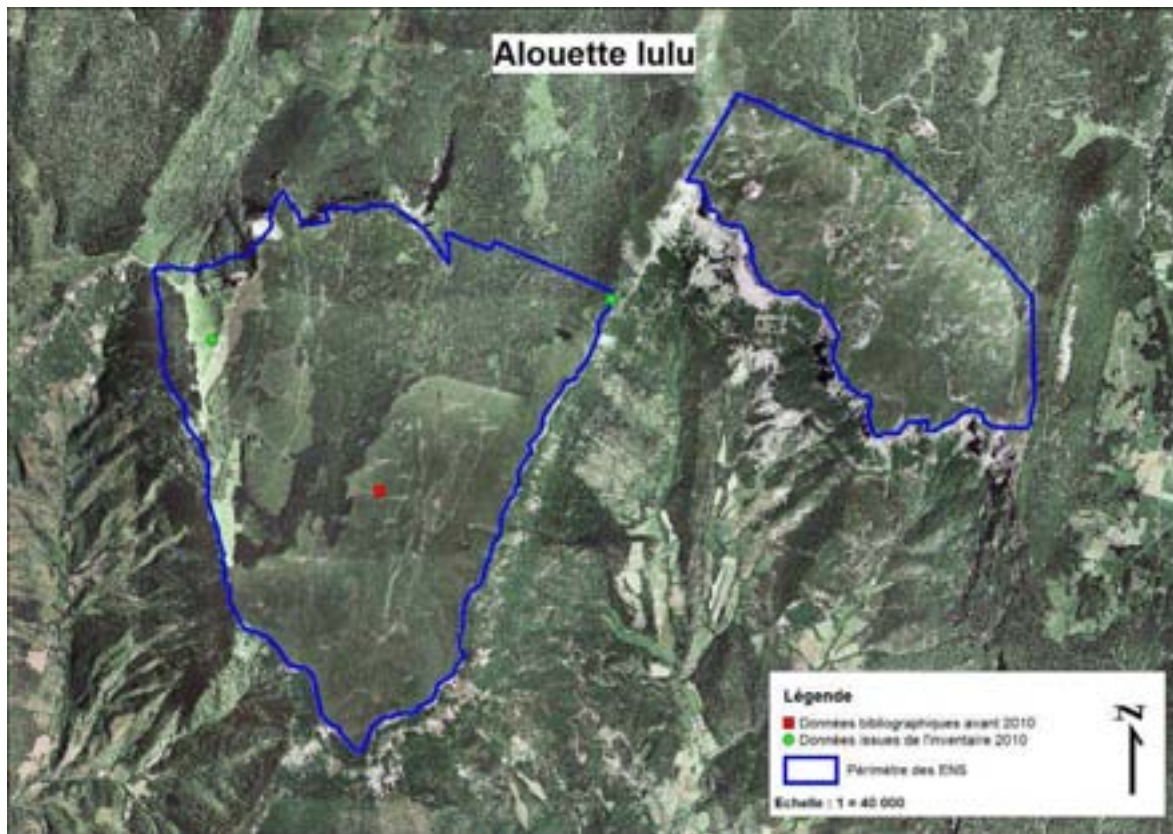 Alouette lulu
Légende
Données bibliographiques avant 2010
Données issues de l'inventaire 2010
Périmètre des ENS
Echelle : 1 = 40 000
N